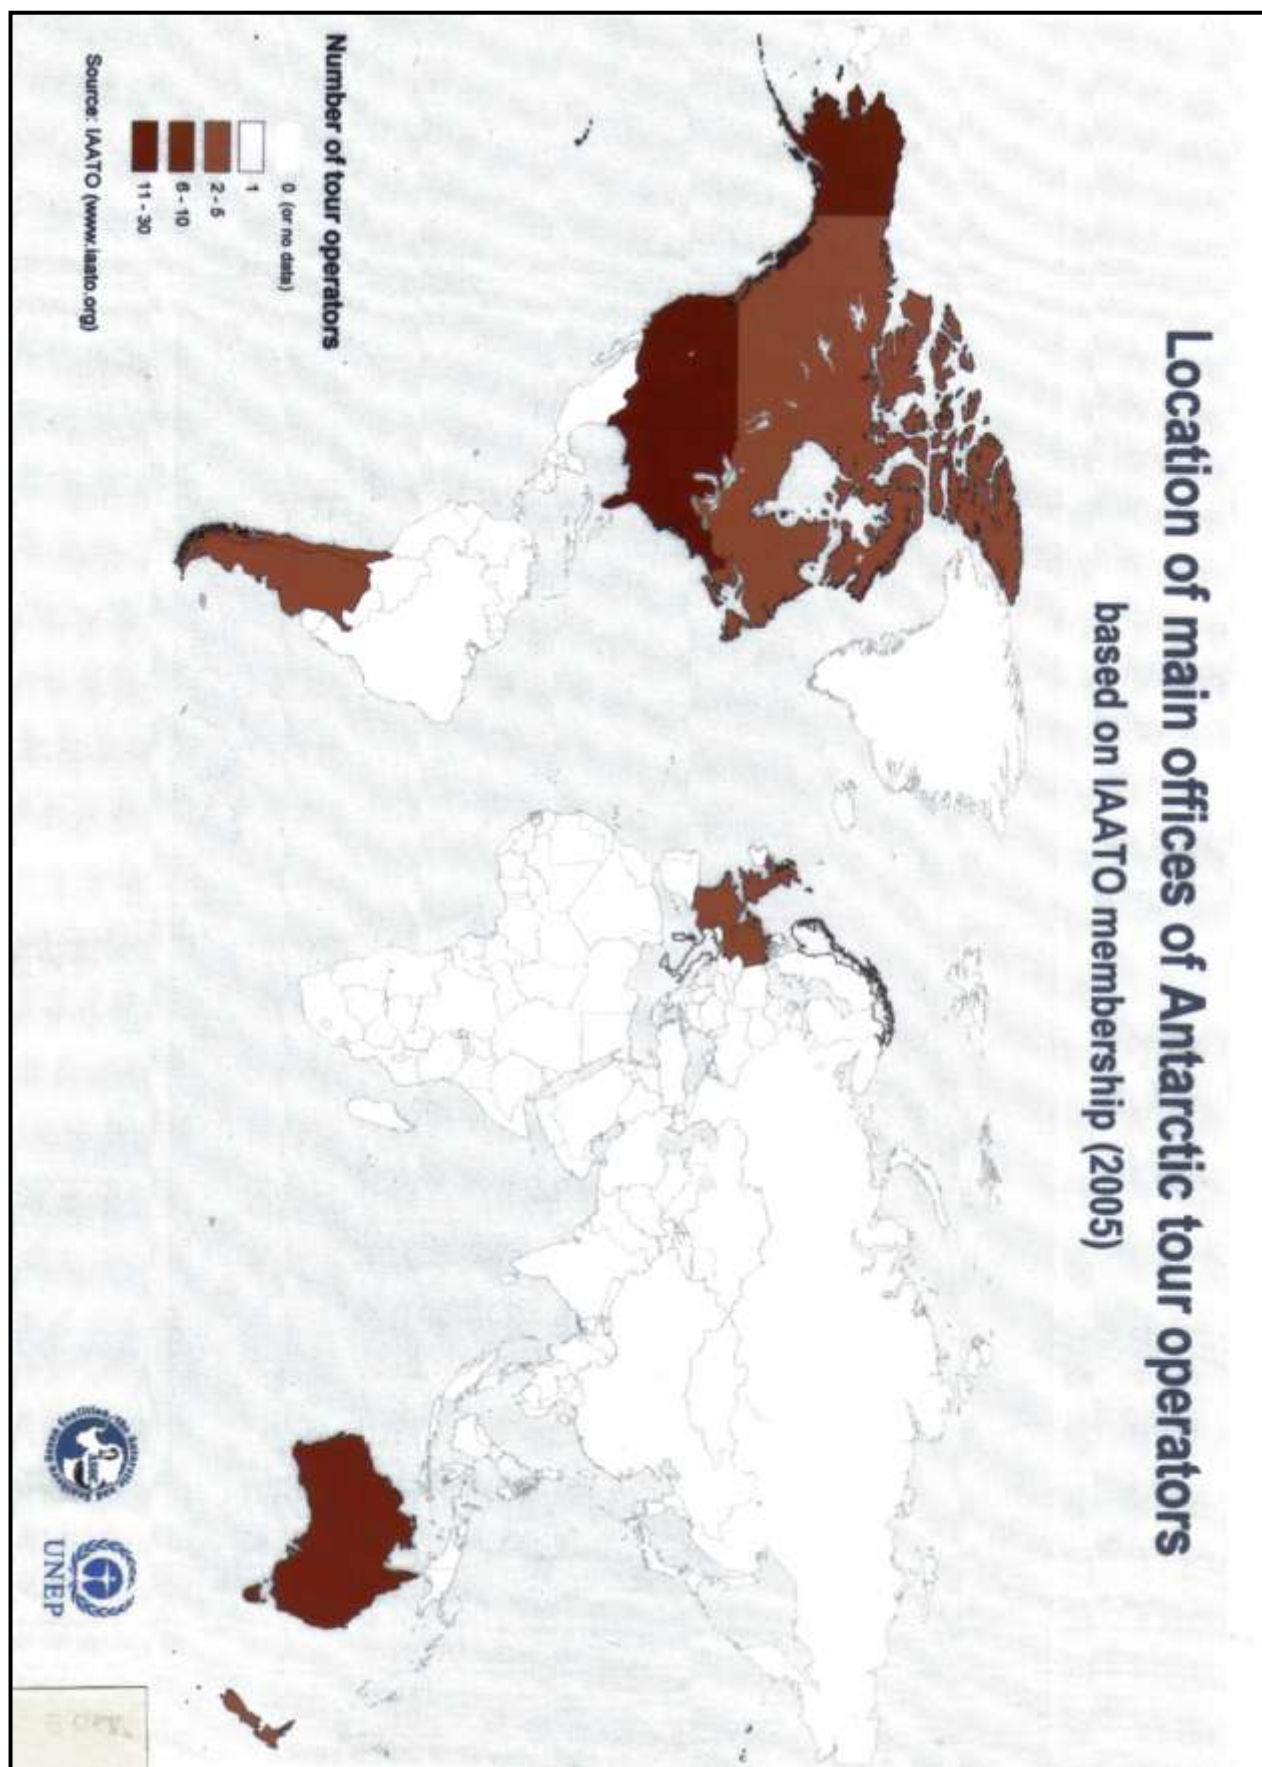 Location of main offices of Antarctic tour operators
based on IAATO membership (2005)
Number of tour operators
0 (or no data)
1
2 - 5
6 - 10
11 - 30
Source: IAATO (www.iaato.org)
UNEP